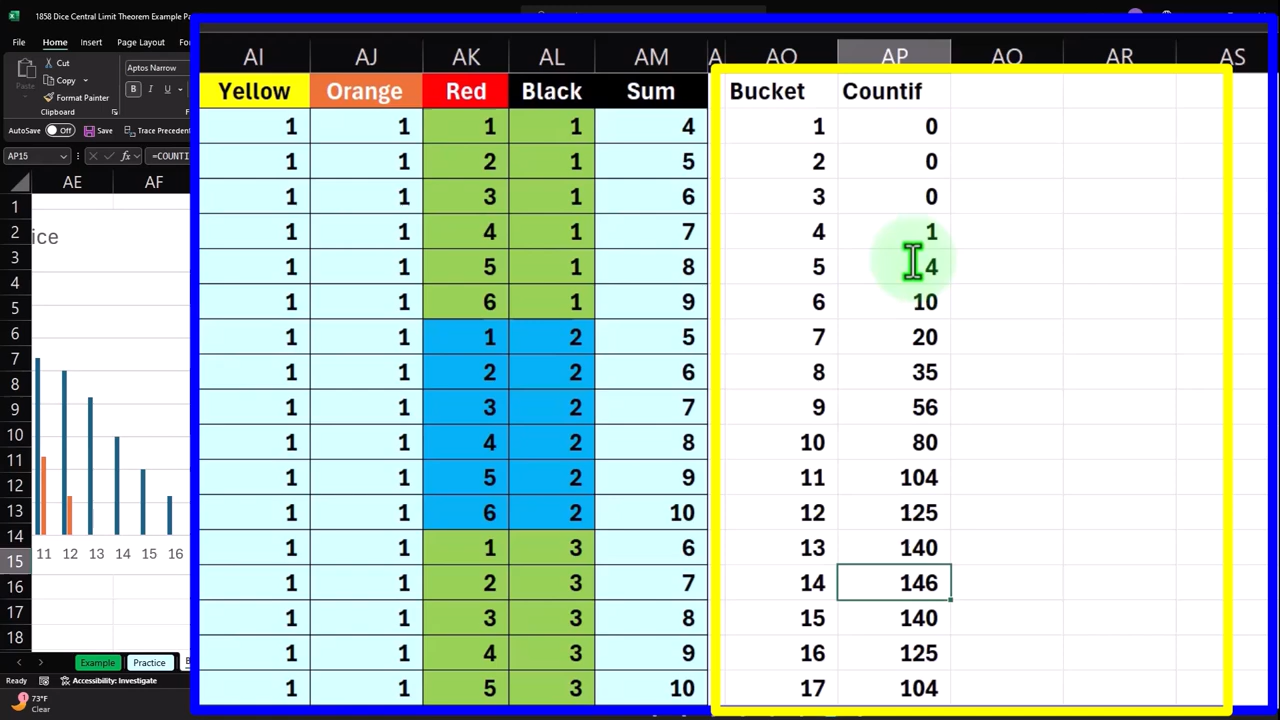 1858 Dice Central Limit Theorem Example Pa
File Home Insert Page Layout Fo
Cut
Copy
Format Painter
Paste
Clipboard
Aptos Narrow
B I U
AutoSave Off Save Trace Precedent
AP15 fx =COUNTI
AE AF
AI AJ AK AL AM A AO AP AQ AR AS
Yellow Orange Red Black Sum Bucket Countif
1 1 1 1 4 1 0
1 1 2 1 5 2 0
1 1 3 1 6 3 0
1 1 4 1 7 4 1
1 1 5 1 8 5 4
1 1 6 1 9 6 10
1 1 1 2 5 7 20
1 1 2 2 6 8 35
1 1 3 2 7 9 56
1 1 4 2 8 10 80
1 1 5 2 9 11 104
1 1 6 2 10 12 125
1 1 1 3 6 13 140
1 1 2 3 7 14 146
1 1 3 3 8 15 140
1 1 4 3 9 16 125
1 1 5 3 10 17 104
1
2
3
4
5
6
7
8
9
10
11
12
13
14
15
16
17
18
ice
11 12 13 14 15 16
Example Practice
Ready Accessibility: Investigate
73°F
Clear